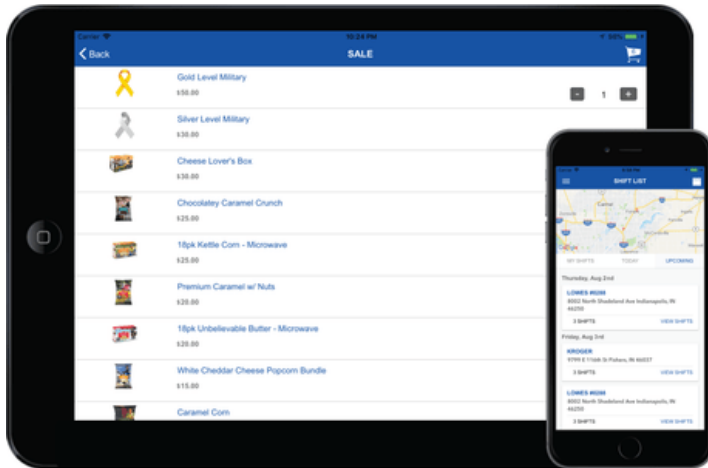 Carrier
10:24 PM
Back
SALE
Gold Level Military
$50.00
- 1 +
Silver Level Military
$30.00
Cheese Lover's Box
$30.00
Chocolatey Caramel Crunch
$25.00
18pk Kettle Corn - Microwave
$25.00
Premium Caramel w/ Nuts
$20.00
18pk Unbelievable Butter - Microwave
$20.00
White Cheddar Cheese Popcorn Bundle
$15.00
Caramel Corn
SHIFT LIST
Carmel
Fishers
Google
MY SHIFTS TODAY UPCOMING
Thursday, Aug 2nd
LOWES #0288
8002 North Shadeland Ave Indianapolis, IN
46250
3 SHIFTS VIEW SHIFTS
Friday, Aug 3rd
KROGER
9799 E 116th St Fishers, IN 46037
3 SHIFTS VIEW SHIFTS
LOWES #0288
8002 North Shadeland Ave Indianapolis, IN
46250
3 SHIFTS VIEW SHIFTS